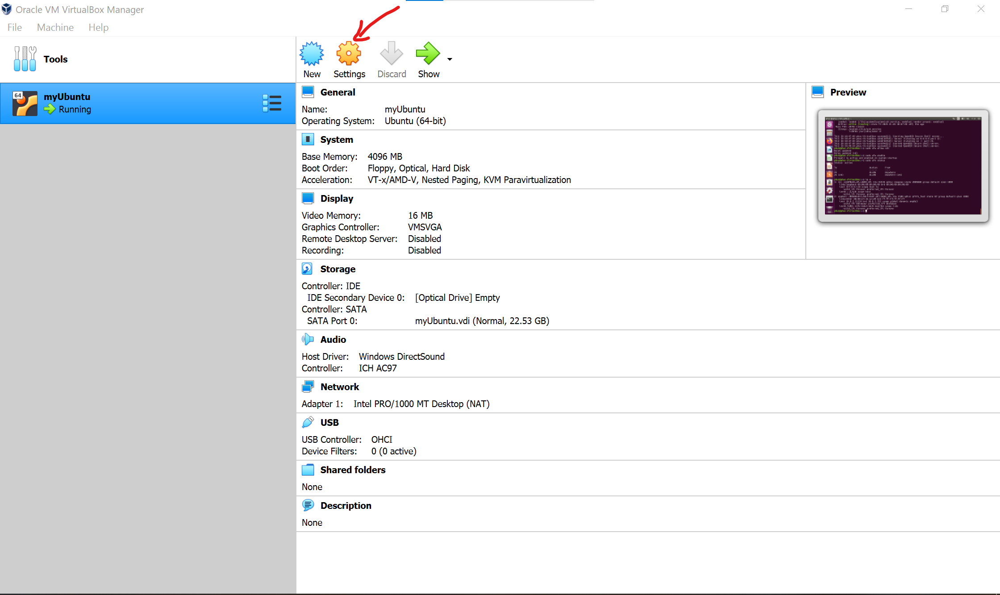 Oracle VM VirtualBox Manager
File Machine Help
Tools
New Settings Discard Show
64
myUbuntu
Running
General
Name: myUbuntu
Operating System: Ubuntu (64-bit)
Preview
System
Base Memory: 4096 MB
Boot Order: Floppy, Optical, Hard Disk
Acceleration: VT-x/AMD-V, Nested Paging, KVM Paravirtualization
Display
Video Memory: 16 MB
Graphics Controller: VMSVGA
Remote Desktop Server: Disabled
Recording: Disabled
Storage
Controller: IDE
IDE Secondary Device 0: [Optical Drive] Empty
Controller: SATA
SATA Port 0: myUbuntu.vdi (Normal, 22.53 GB)
Audio
Host Driver: Windows DirectSound
Controller: ICH AC97
Network
Adapter 1: Intel PRO/1000 MT Desktop (NAT)
USB
USB Controller: OHCI
Device Filters: 0 (0 active)
Shared folders
None
Description
None